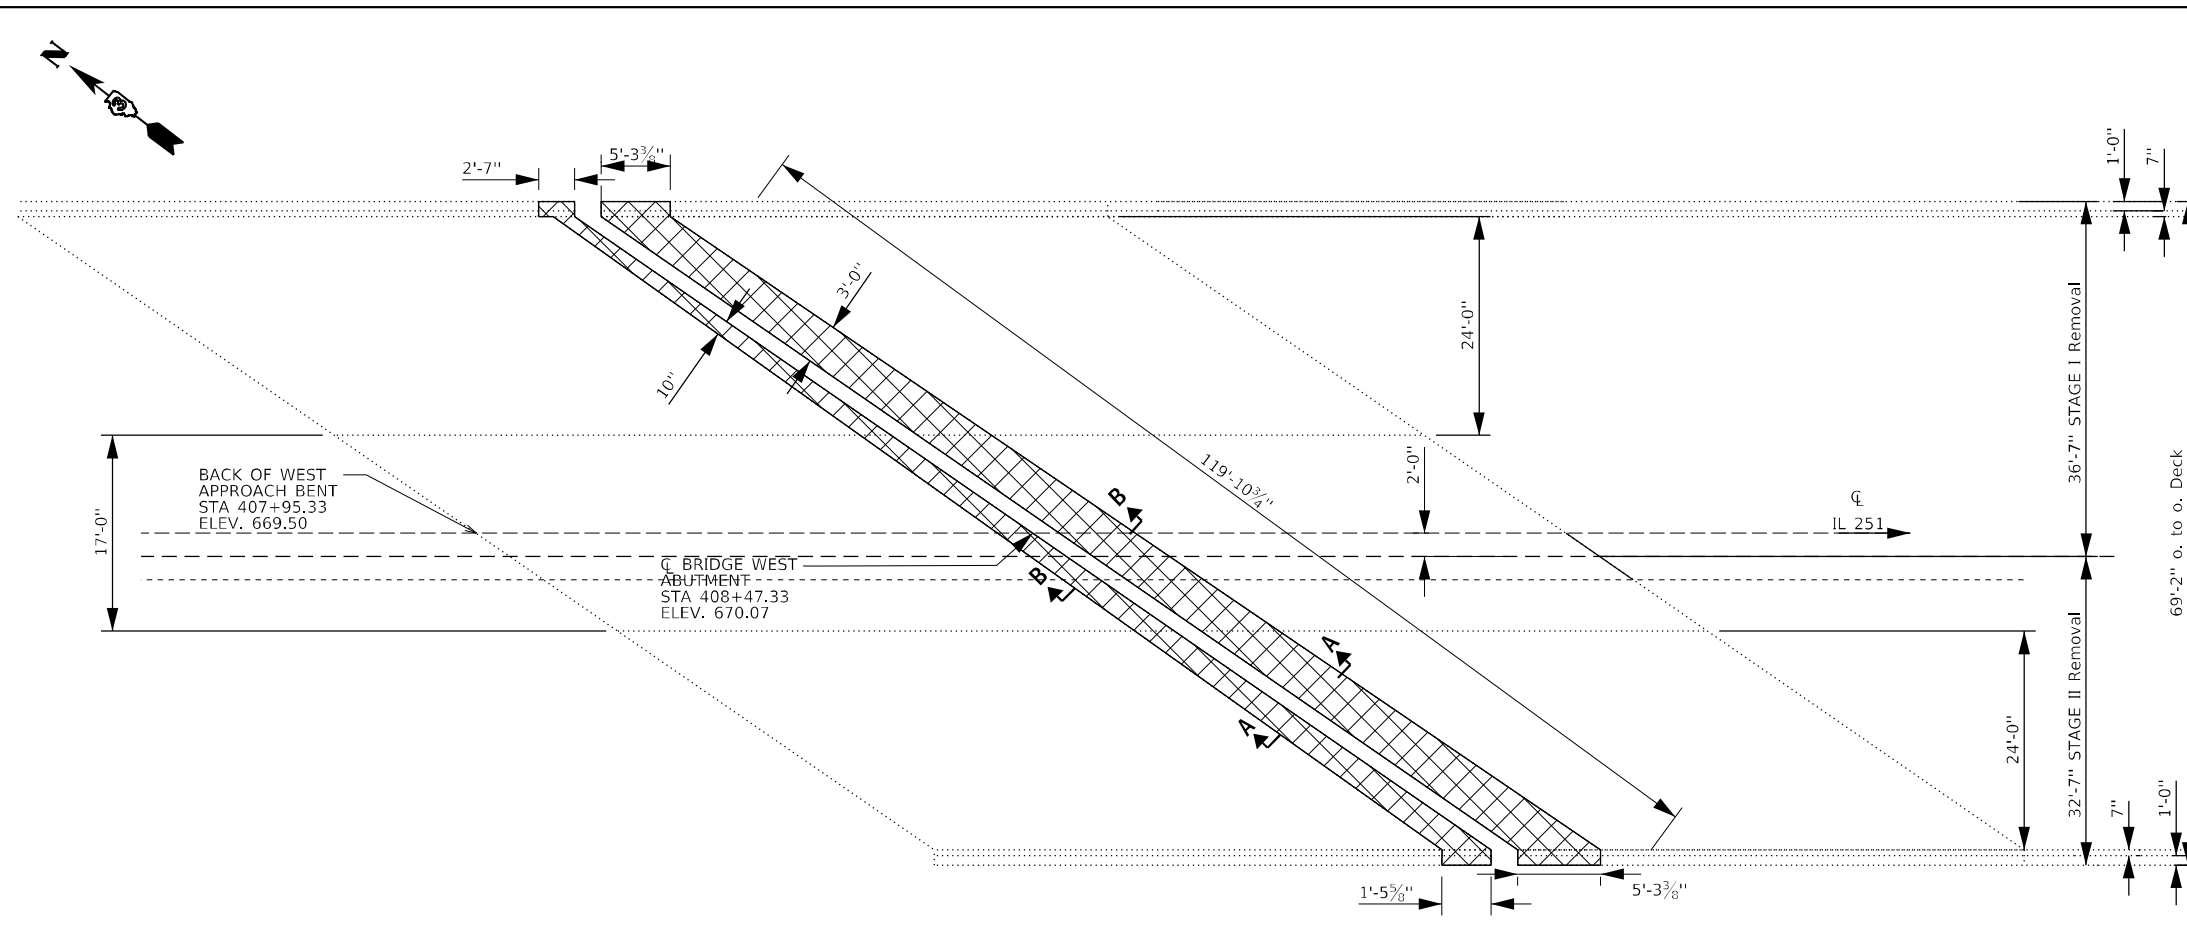 N
3
2'-7"
5'-3⅜"
1'-0"
7"
3'-0"
24'-0"
10"
36'-7" STAGE I Removal
119'-10¾"
2'-0"
69'-2" o. to o. Deck
BACK OF WEST
APPROACH BENT
STA 407+95.33
ELEV. 669.50
17'-0"
B
℄
IL 251
℄ BRIDGE WEST
ABUTMENT
STA 408+47.33
ELEV. 670.07
B
A
A
24'-0"
32'-7" STAGE II Removal
7"
1'-0"
1'-5⅝"
5'-3⅜"